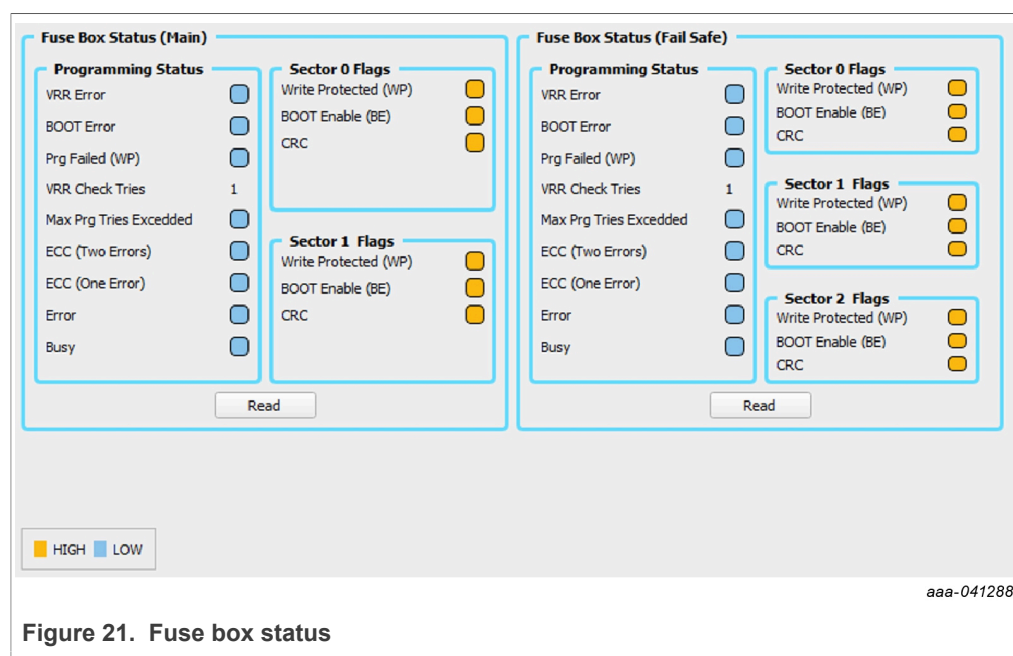 Fuse Box Status (Main)
Programming Status
VRR Error
BOOT Error
Prg Failed (WP)
VRR Check Tries 1
Max Prg Tries Excedded
ECC (Two Errors)
ECC (One Error)
Error
Busy
Sector 0 Flags
Write Protected (WP)
BOOT Enable (BE)
CRC
Sector 1 Flags
Write Protected (WP)
BOOT Enable (BE)
CRC
Read
Fuse Box Status (Fail Safe)
Programming Status
VRR Error
BOOT Error
Prg Failed (WP)
VRR Check Tries 1
Max Prg Tries Excedded
ECC (Two Errors)
ECC (One Error)
Error
Busy
Sector 0 Flags
Write Protected (WP)
BOOT Enable (BE)
CRC
Sector 1 Flags
Write Protected (WP)
BOOT Enable (BE)
CRC
Sector 2 Flags
Write Protected (WP)
BOOT Enable (BE)
CRC
Read
HIGH LOW
aaa-041288
Figure 21. Fuse box status